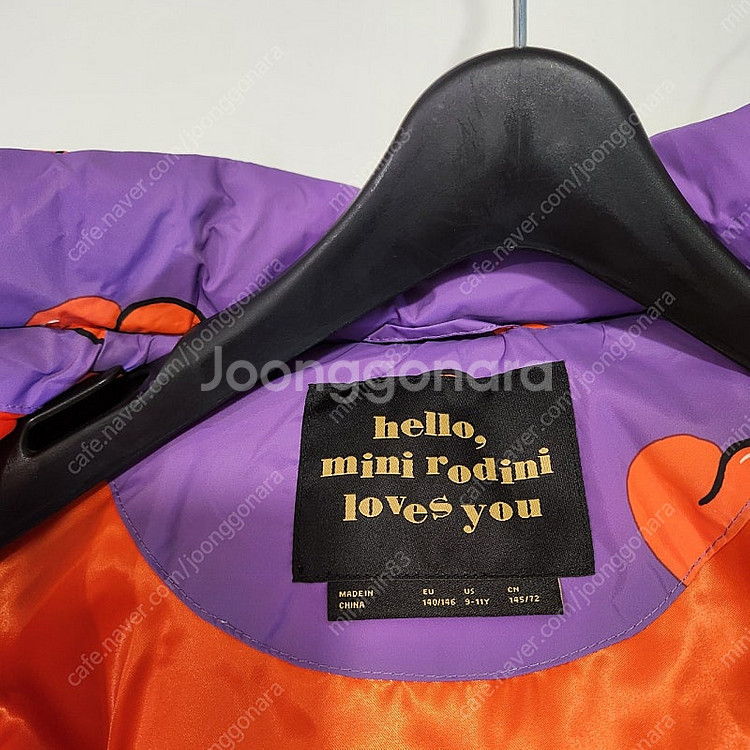 cafe.naver.com/joonggonara
Joonggonara
hello,
mini rodini
loves you
MADE IN
CHINA
EU
140/146
US
9-11Y
CN
145/72